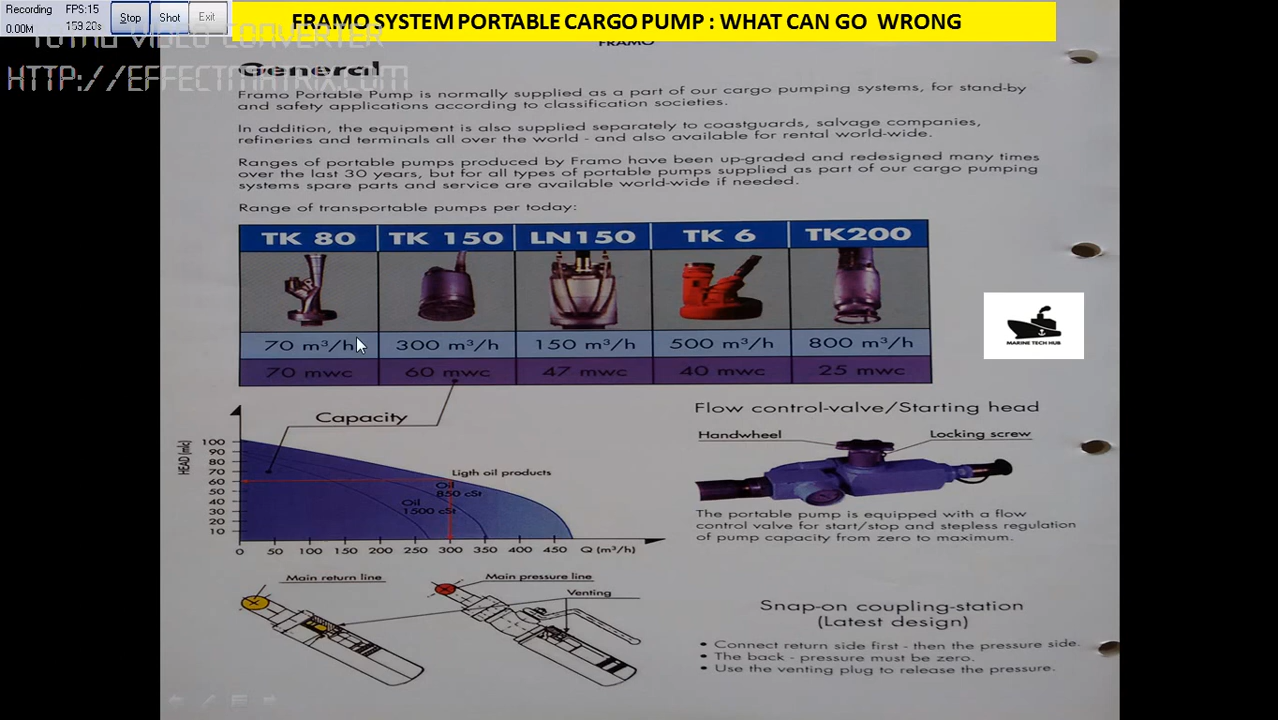 Recording
0.00M
FPS:15
159.20s
Stop
Shot
Exit
FRAMO SYSTEM PORTABLE CARGO PUMP : WHAT CAN GO WRONG
HTTP://EFFECTMATRIX.COM
FRAMO
General
Framo Portable Pump is normally supplied as a part of our cargo pumping systems, for stand-by
and safety applications according to classification societies.
In addition, the equipment is also supplied separately to coastguards, salvage companies,
refineries and terminals all over the world - and also available for rental world-wide.
Ranges of portable pumps produced by Framo have been up-graded and redesigned many times
over the last 30 years, but for all types of portable pumps supplied as part of our cargo pumping
systems spare parts and service are available world-wide if needed.
Range of transportable pumps per today:
TK 80 TK 150 LN150 TK 6 TK200
70 m³/h 300 m³/h 150 m³/h 500 m³/h 800 m³/h
70 mwc 60 mwc 47 mwc 40 mwc 25 mwc
MARINE TECH HUB
Capacity
HEAD (mlc)
100
90
80
70
60
50
40
30
20
10
Ligth oil products
Oil
850 cSt
Oil
1500 cSt
0 50 100 150 200 250 300 350 400 450 Q (m³/h)
Flow control-valve/Starting head
Handwheel
Locking screw
The portable pump is equipped with a flow
control valve for start/stop and stepless regulation
of pump capacity from zero to maximum.
Main return line
Main pressure line
Venting
Snap-on coupling-station
(Latest design)
• Connect return side first - then the pressure side.
• The back - pressure must be zero.
• Use the venting plug to release the pressure.